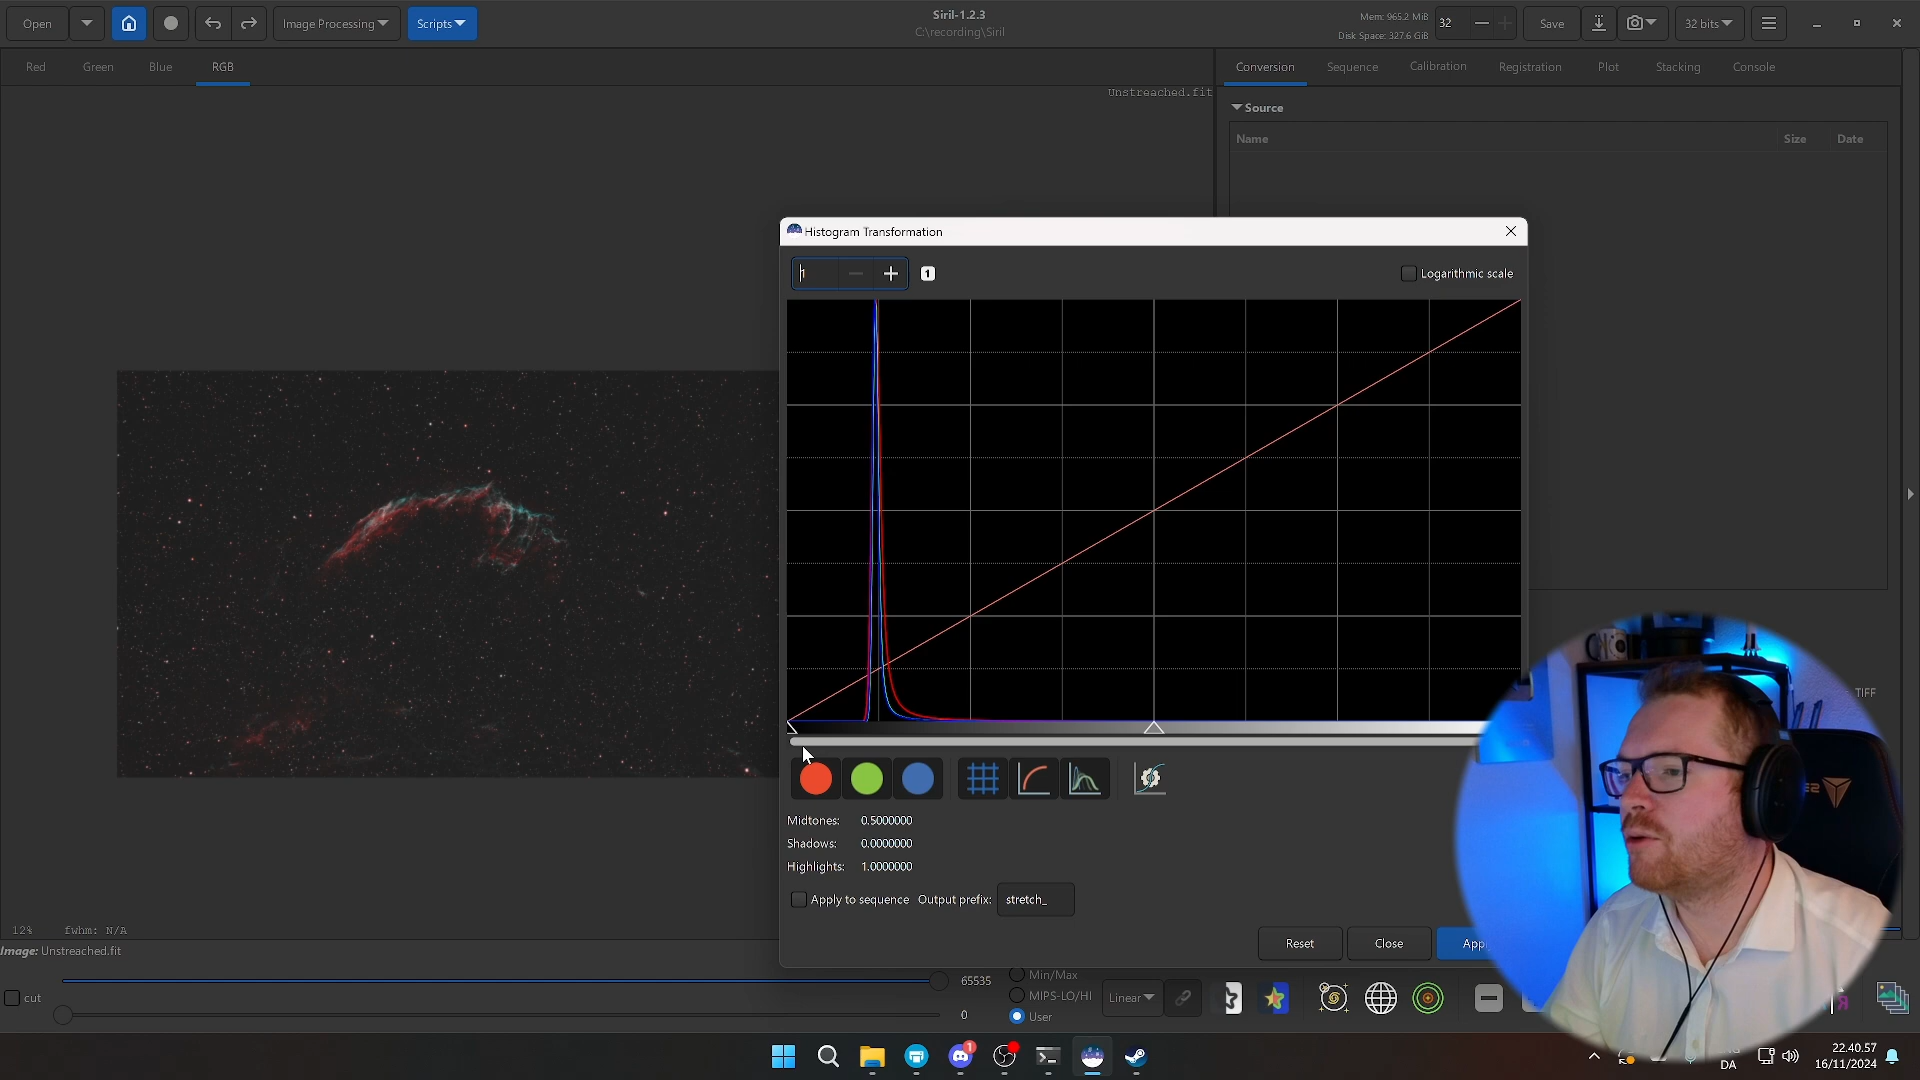 Open
Image Processing
Scripts
Siril-1.2.3
C:\recording\Siril
Mem: 965.2 MiB
Disk Space: 327.6 GiB
32
Save
32 bits
Red
Green
Blue
RGB
Conversion
Sequence
Calibration
Registration
Plot
Stacking
Console
Unstreached.fit
Source
Name
Size
Date
Histogram Transformation
1
1
Logarithmic scale
TIFF
Midtones: 0.5000000
Shadows: 0.0000000
Highlights: 1.0000000
Apply to sequence
Output prefix:
stretch_
Reset
Close
12%
fwhm: N/A
Image: Unstreached.fit
cut
65535
0
Min/Max
MIPS-LO/HI
User
Linear
1
DA
22.40.57
16/11/2024